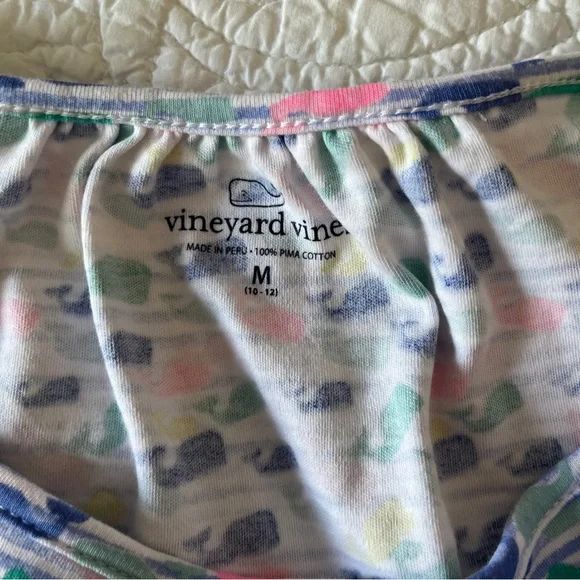 vineyard vines
MADE IN PERU • 100% PIMA COTTON
M
(10 - 12)